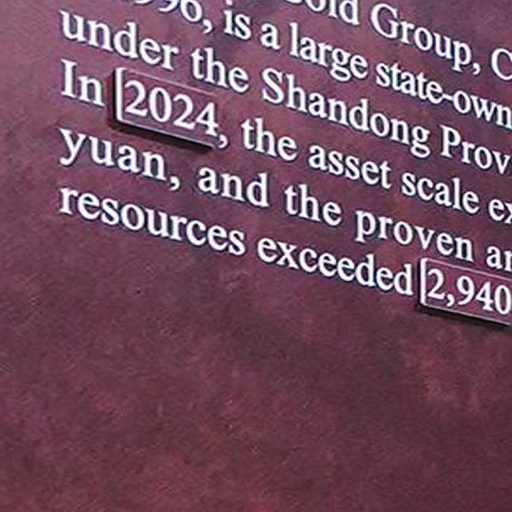 Group, C
is a large state-own
under the Shandong Prov
In 2024, the asset scale ex
yuan, and the proven an
resources exceeded 2,940